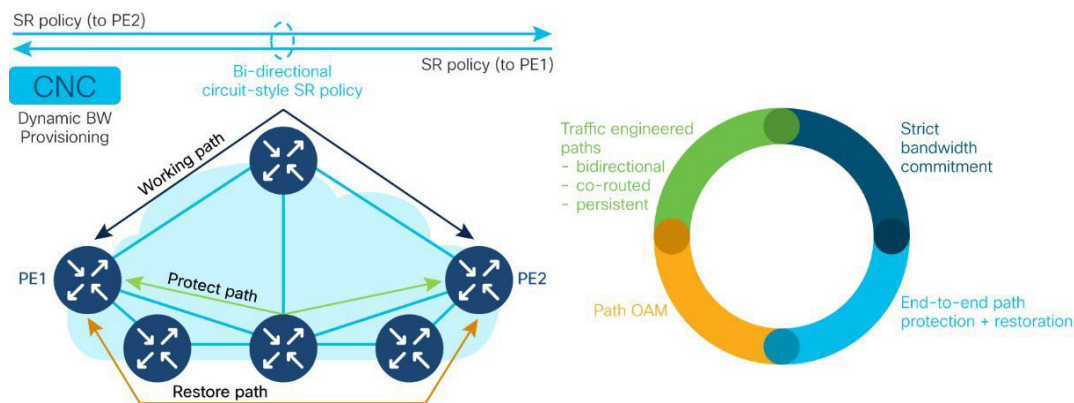 SR policy (to PE2)
SR policy (to PE1)
CNC
Dynamic BW
Provisioning
Bi-directional
circuit-style SR policy
Working path
PE1
PE2
Protect path
Restore path
Traffic engineered
paths
- bidirectional
- co-routed
- persistent
Strict
bandwidth
commitment
Path OAM
End-to-end path
protection + restoration